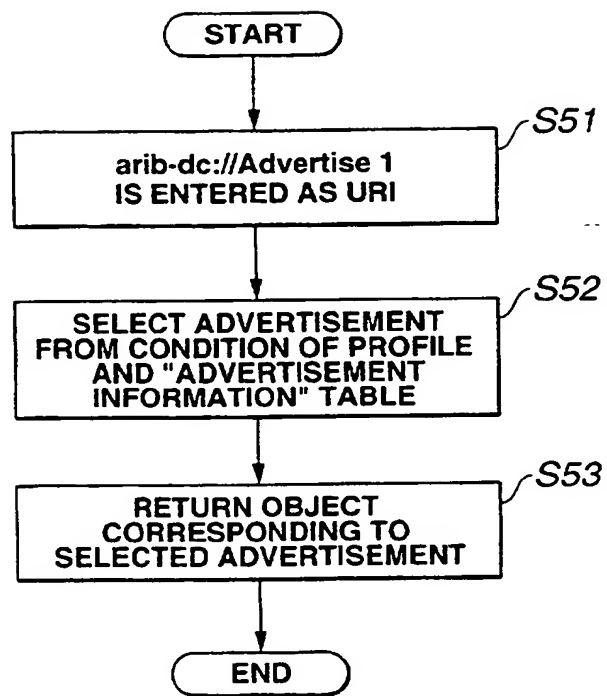 START
S51
arib-dc://Advertise 1
IS ENTERED AS URI
S52
SELECT ADVERTISEMENT
FROM CONDITION OF PROFILE
AND "ADVERTISEMENT
INFORMATION" TABLE
S53
RETURN OBJECT
CORRESPONDING TO
SELECTED ADVERTISEMENT
END